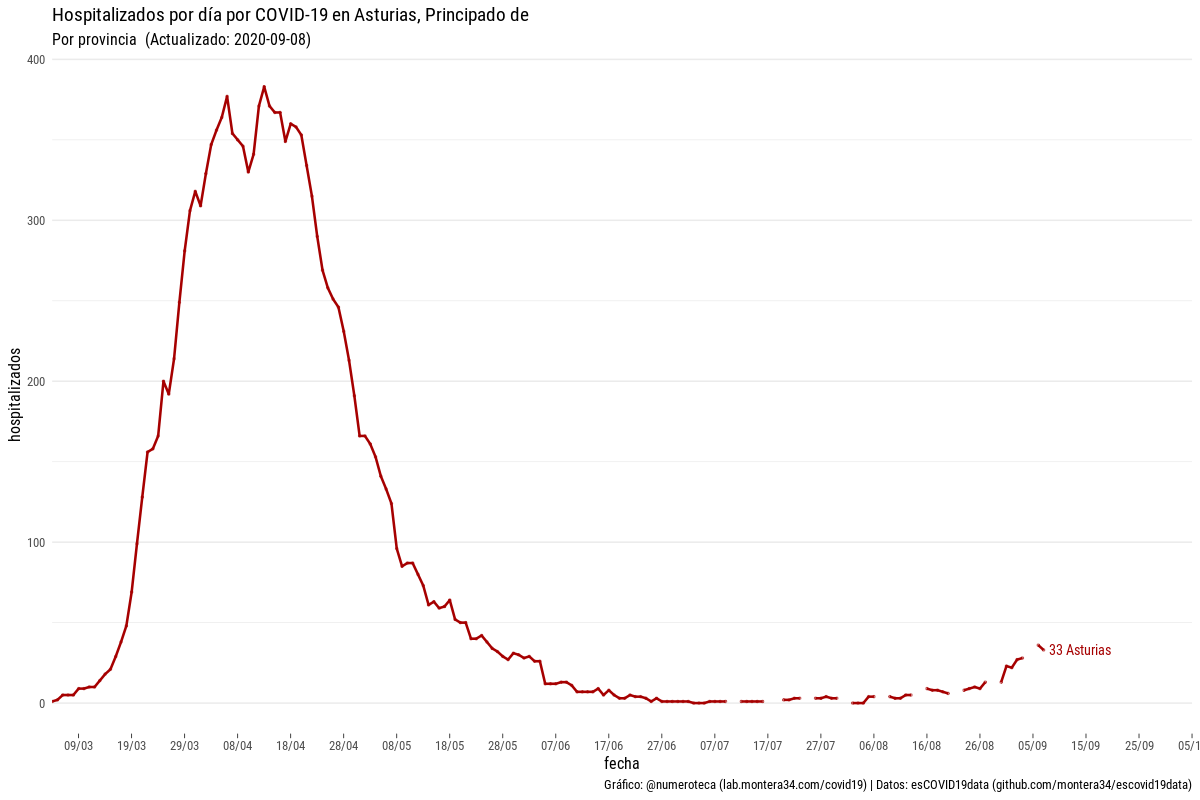 Hospitalizados por día por COVID-19 en Asturias, Principado de
Por provincia (Actualizado: 2020-09-08)
400
300
200
100
0
hospitalizados
33 Asturias
09/03 19/03 29/03 08/04 18/04 28/04 08/05 18/05 28/05 07/06 17/06 27/06 07/07 17/07 27/07 06/08 16/08 26/08 05/09 15/09 25/09 05/1
fecha
Gráfico: @numeroteca (lab.montera34.com/covid19) | Datos: esCOVID19data (github.com/montera34/escovid19data)